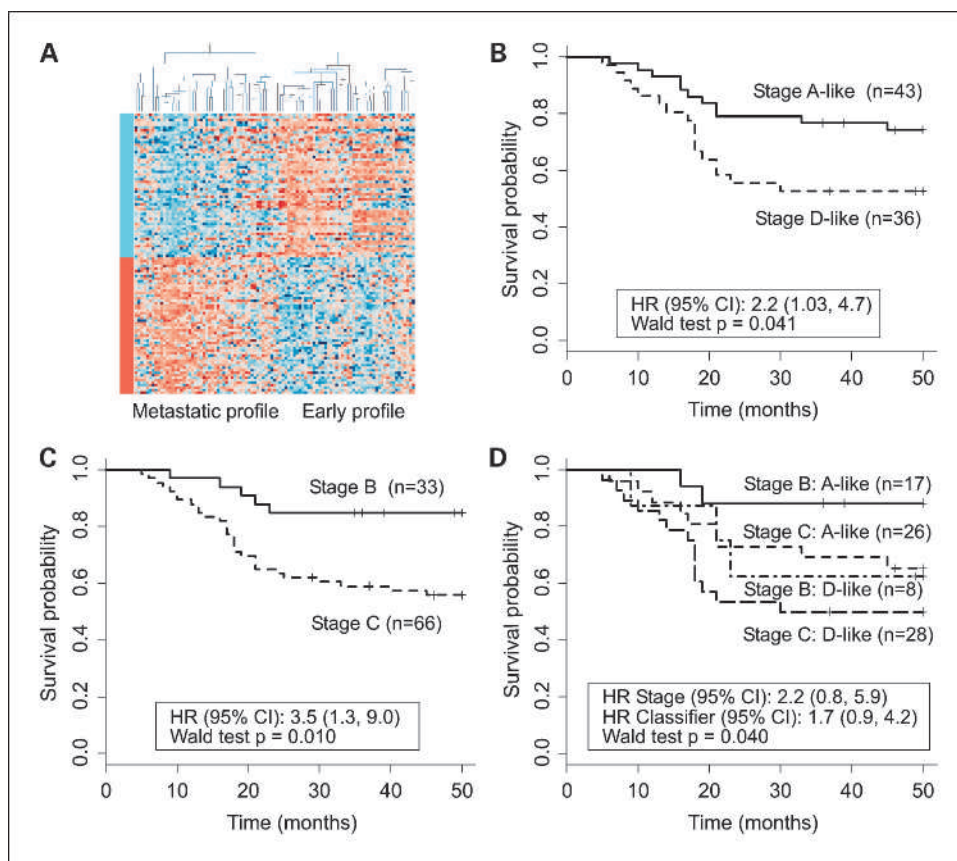 A
Metastatic profile Early profile
B
Survival probability
1.0
0.8
0.6
0.4
0.2
0.0
Stage A-like (n=43)
Stage D-like (n=36)
HR (95% CI): 2.2 (1.03, 4.7)
Wald test p = 0.041
0 10 20 30 40 50
Time (months)
C
Survival probability
1.0
0.8
0.6
0.4
0.2
0.0
Stage B (n=33)
Stage C (n=66)
HR (95% CI): 3.5 (1.3, 9.0)
Wald test p = 0.010
0 10 20 30 40 50
Time (months)
D
Survival probability
1.0
0.8
0.6
0.4
0.2
0.0
Stage B: A-like (n=17)
Stage C: A-like (n=26)
Stage B: D-like (n=8)
Stage C: D-like (n=28)
HR Stage (95% CI): 2.2 (0.8, 5.9)
HR Classifier (95% CI): 1.7 (0.9, 4.2)
Wald test p = 0.040
0 10 20 30 40 50
Time (months)